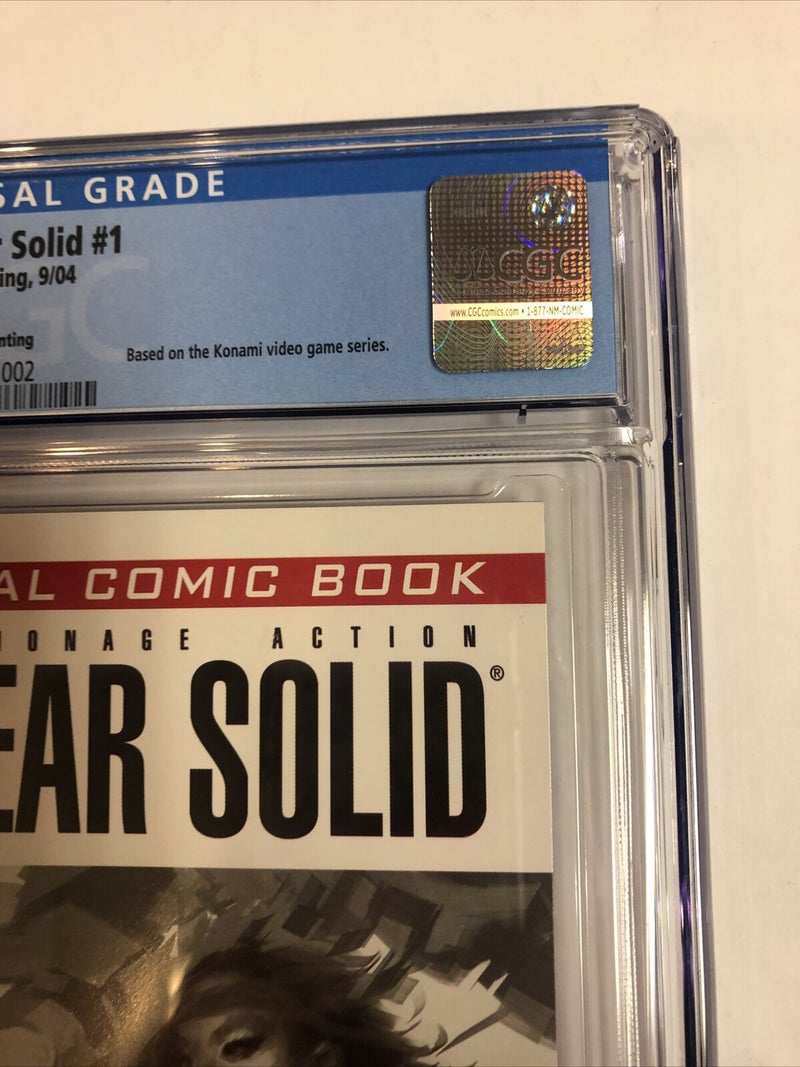 SAL GRADE
Solid #1
ing, 9/04
nting
002
Based on the Konami video game series.
CGC
www.CGCcomics.com • 1-877-NM-COMIC
AL COMIC BOOK
ONAGE ACTION
EAR SOLID®